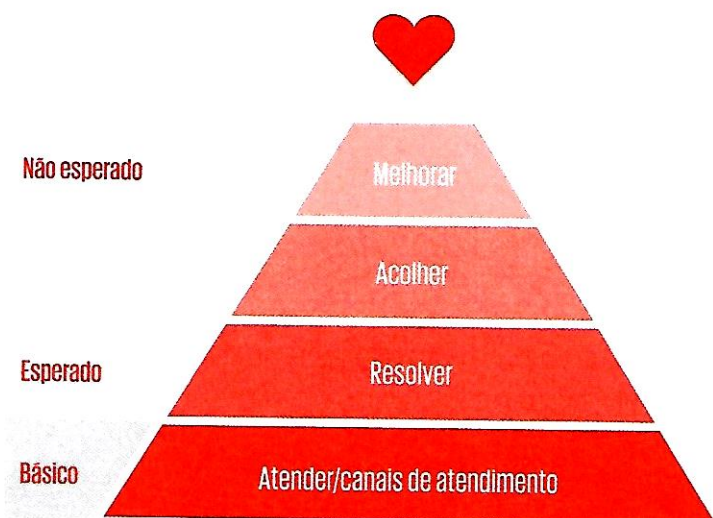 Não esperado
Melhorar
Acolher
Esperado
Resolver
Básico
Atender/canais de atendimento